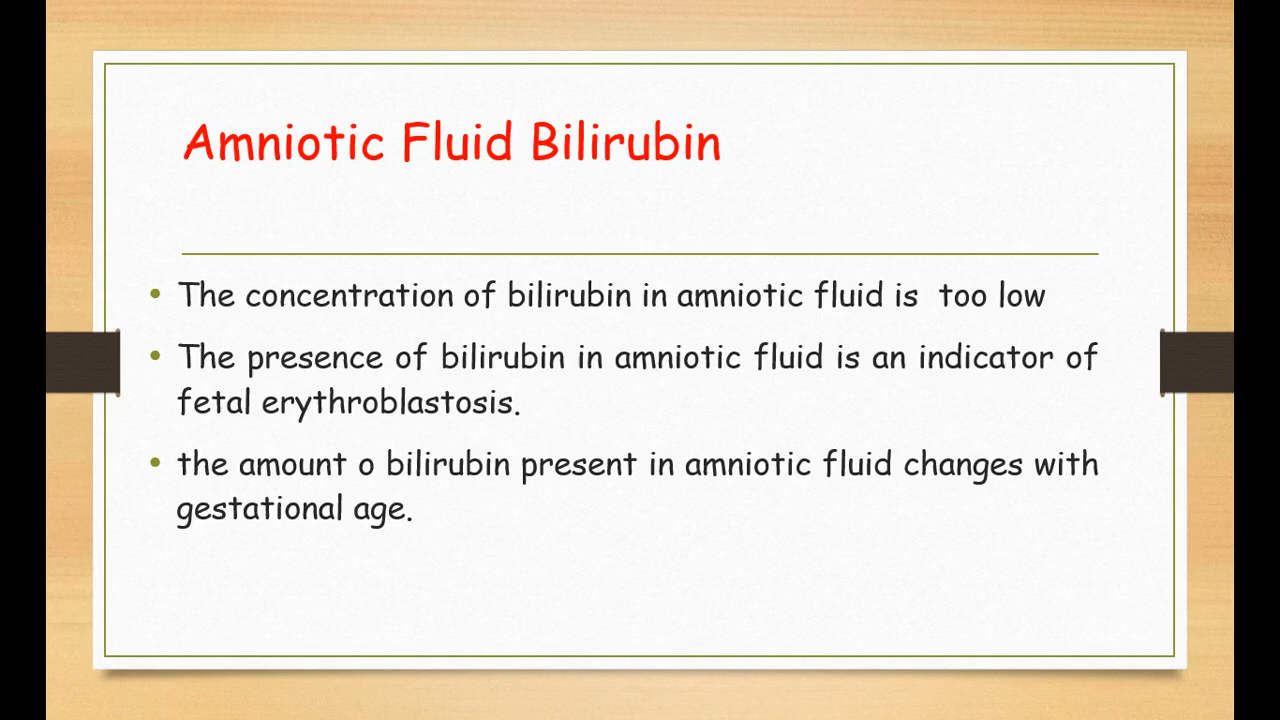 Amniotic Fluid Bilirubin
• The concentration of bilirubin in amniotic fluid is  too low
• The presence of bilirubin in amniotic fluid is an indicator of
fetal erythroblastosis.
• the amount o bilirubin present in amniotic fluid changes with
gestational age.